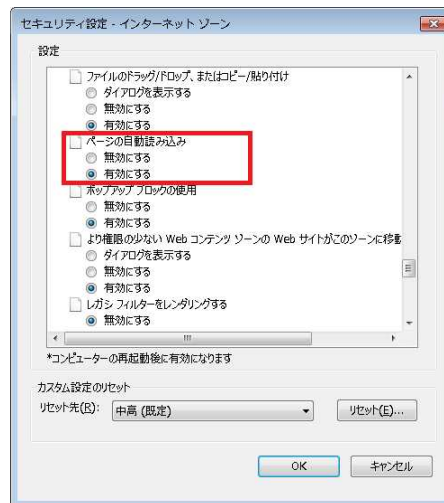 セキュリティ設定 - インターネット ゾーン
設定
ファイルのドラッグ/ドロップ、またはコピー/貼り付け
ダイアログを表示する
無効にする
有効にする
ページの自動読み込み
無効にする
有効にする
ポップアップ ブロックの使用
無効にする
有効にする
より権限の少ない Web コンテンツ ゾーンの Web サイトがこのゾーンに移動
ダイアログを表示する
無効にする
有効にする
レガシ フィルターをレンダリングする
無効にする
*コンピューターの再起動後に有効になります
カスタム設定のリセット
リセット先(R): 中高 (既定) リセット(E)...
OK キャンセル